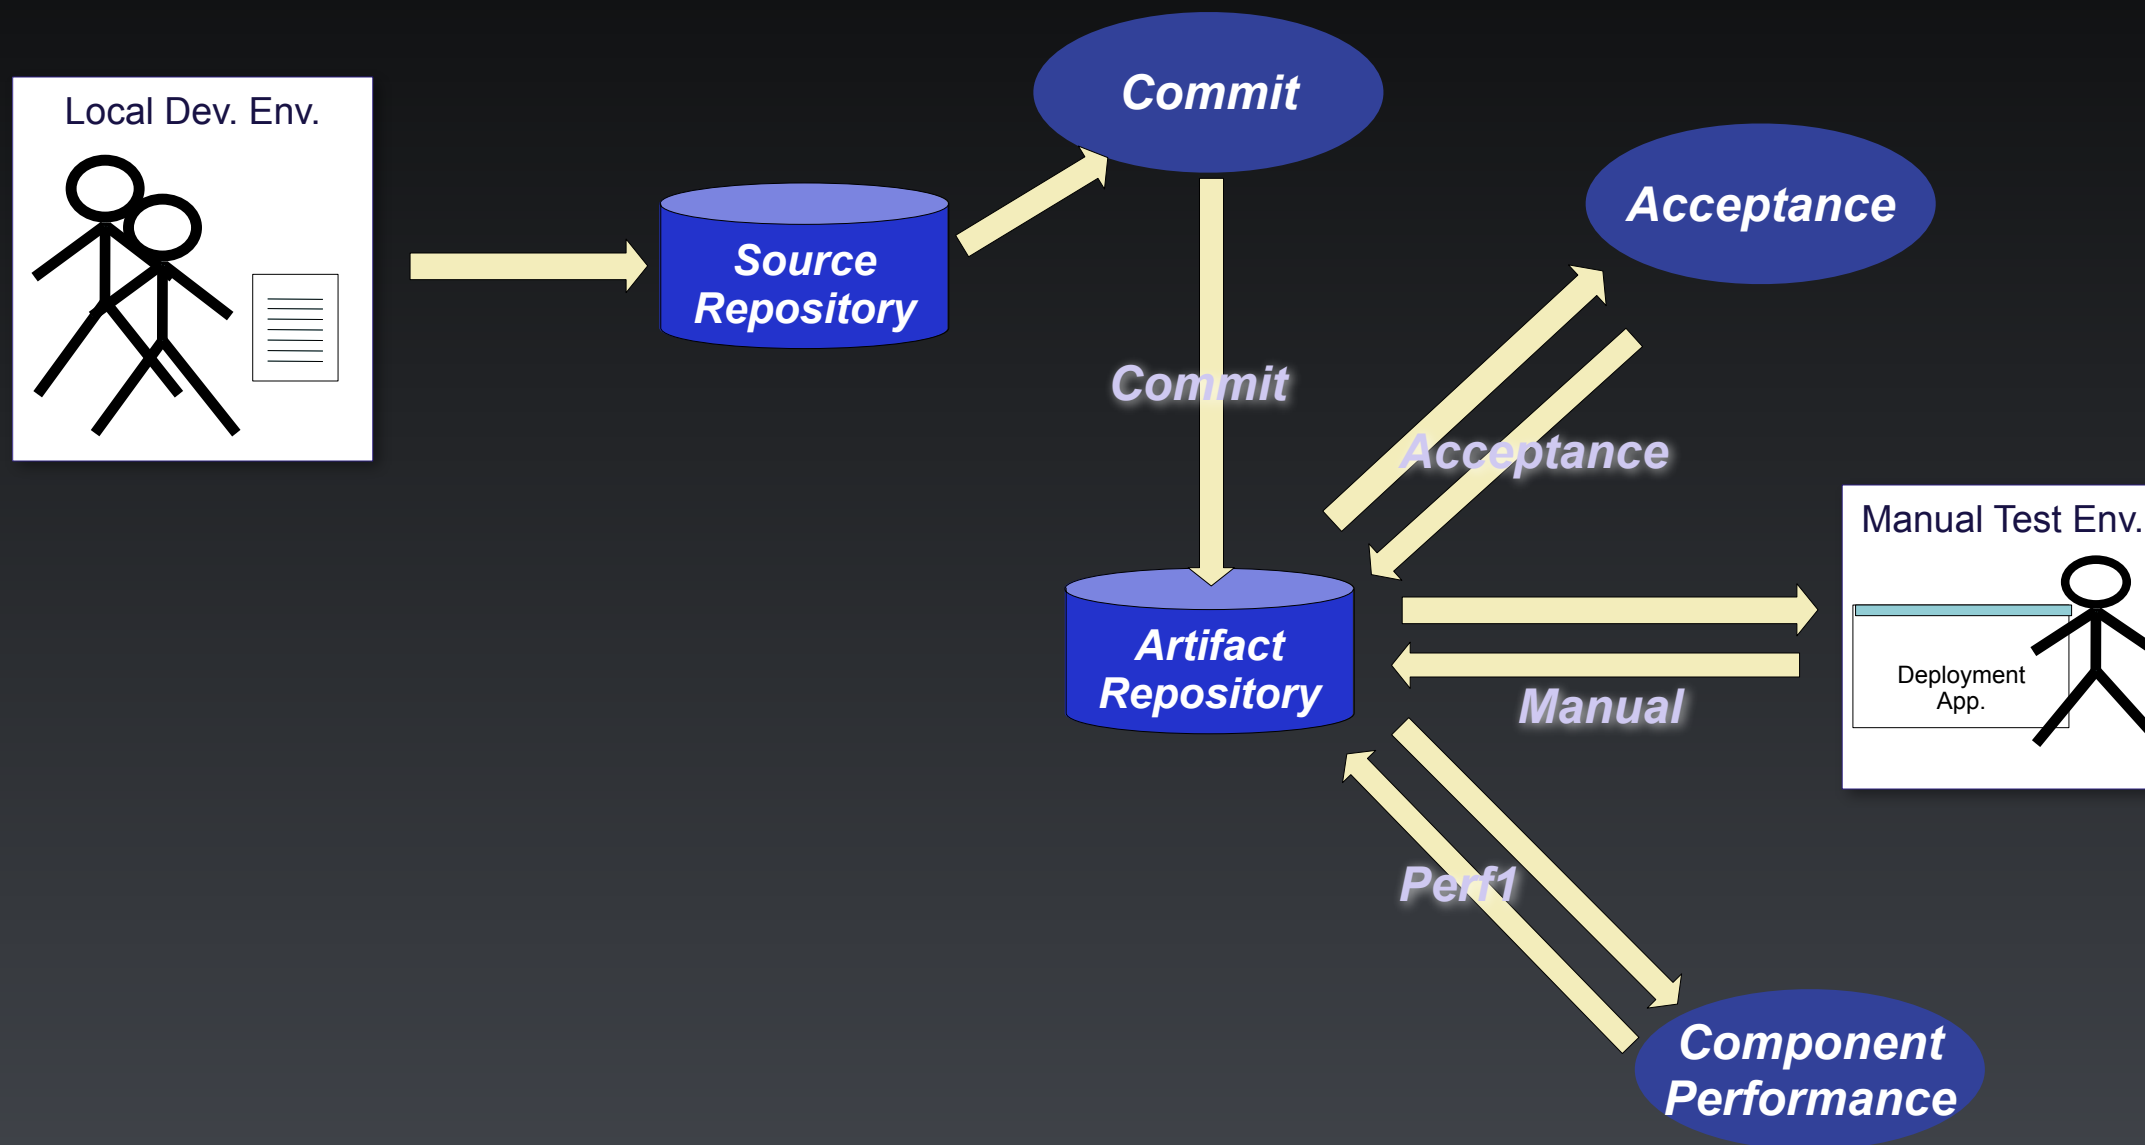 Commit
Local Dev. Env.
Acceptance
Source
Repository
Commit
Acceptance
Manual Test Env.
Artifact
Repository
Deployment
App.
Manual
Perf1
Component
Performance